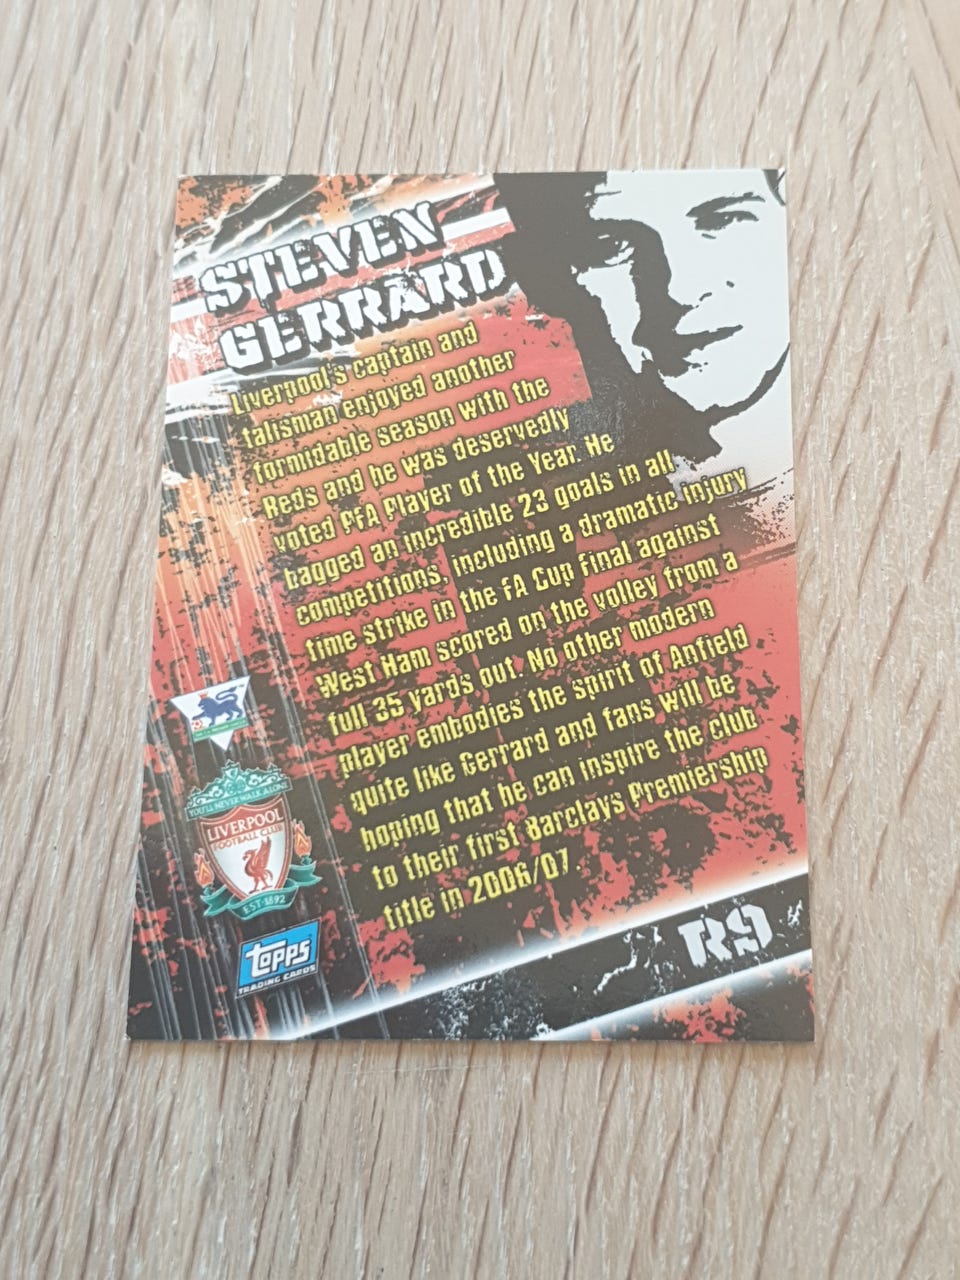 STEVEN
GERRARD
Liverpool's captain and
talisman enjoyed another
formidable season with the
Reds and he was deservedly
voted PFA Player of the Year. He
bagged an incredible 23 goals in all
competitions, including a dramatic injury
time strike in the FA Cup Final against
West Ham scored on the volley from a
full 35 yards out. No other modern
player embodies the spirit of Anfield
quite like Gerrard and fans will be
hoping that he can inspire the club
to their first Barclays Premiership
title in 2006/07.
YOU'LL NEVER WALK ALONE
LIVERPOOL
FOOTBALL CLUB
EST·1892
topps
TRADING CARDS
R9